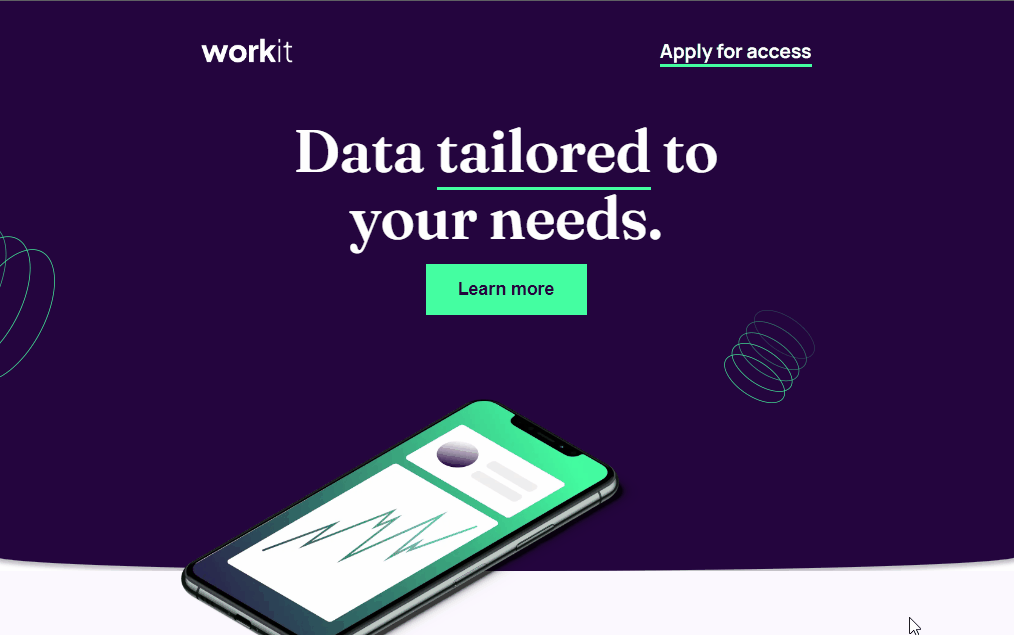 workit
Apply for access
Data tailored to
your needs.
Learn more